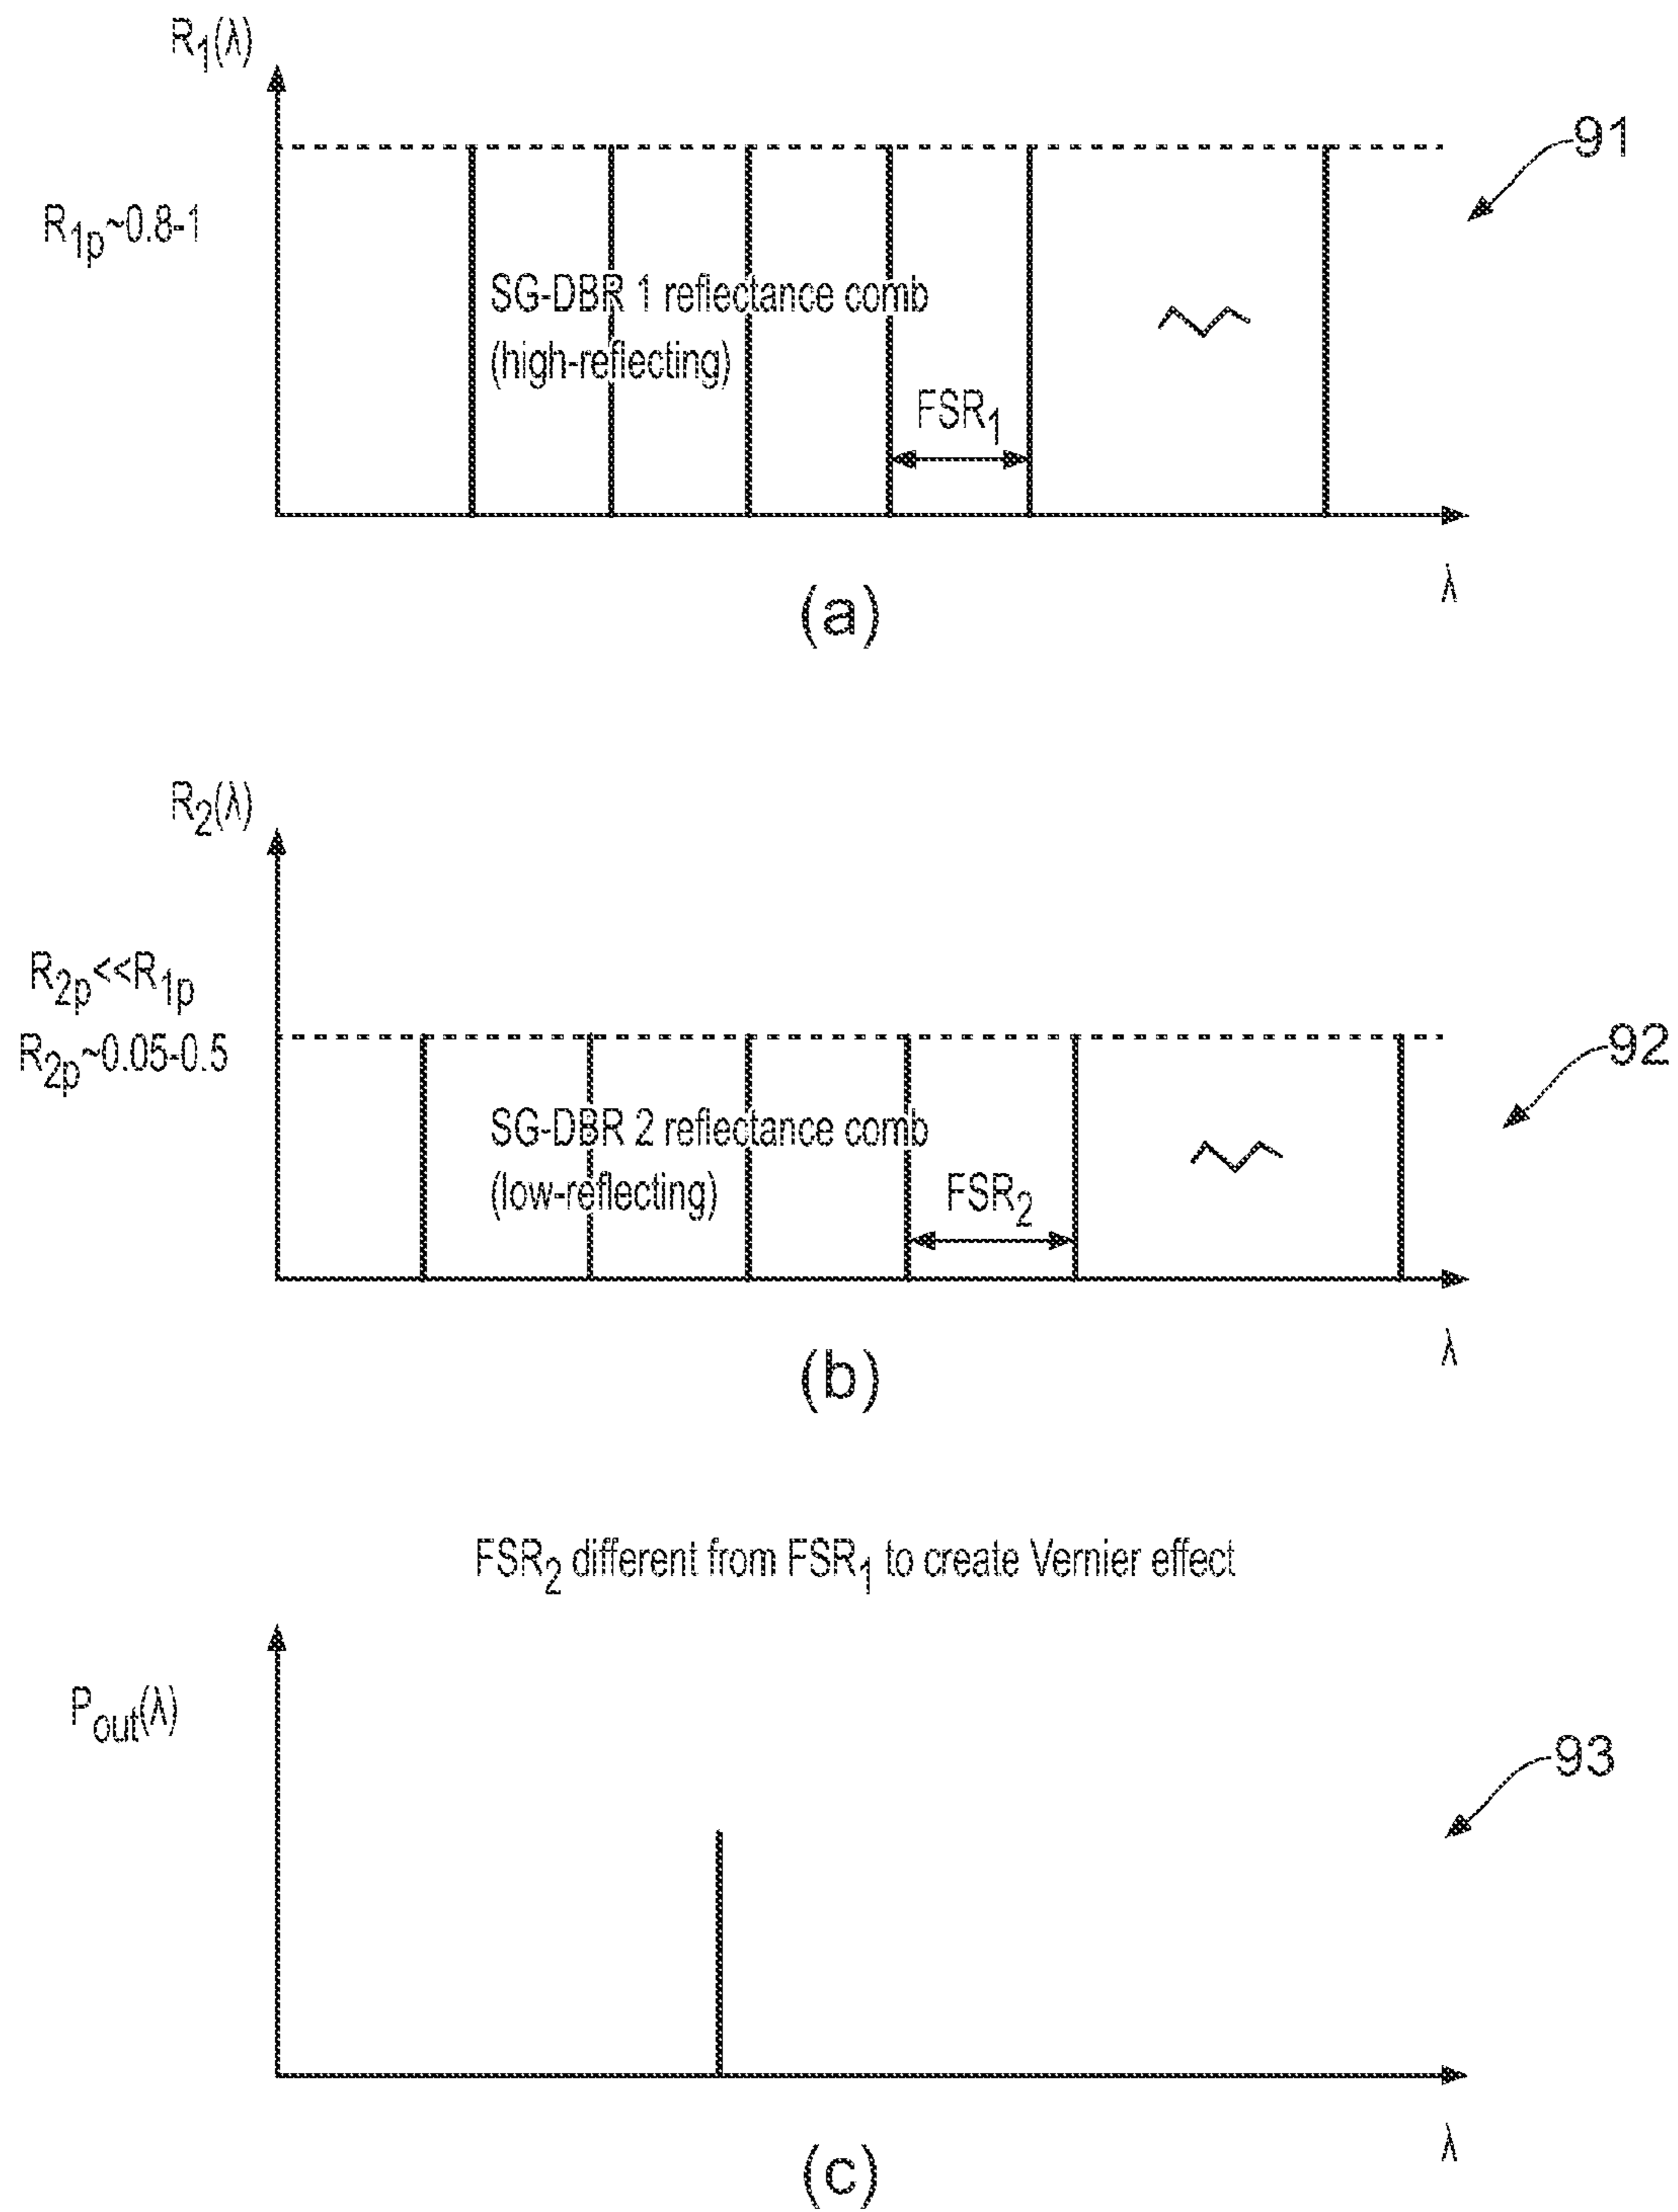 R1(λ)
91
R1p~0.8-1
SG-DBR 1 reflectance comb
(high-reflecting)
FSR1
λ
(a)
R2(λ)
R2p<<R1p
R2p~0.05-0.5
92
SG-DBR 2 reflectance comb
(low-reflecting)
FSR2
λ
(b)
FSR2 different from FSR1 to create Vernier effect
Pout(λ)
93
λ
(c)